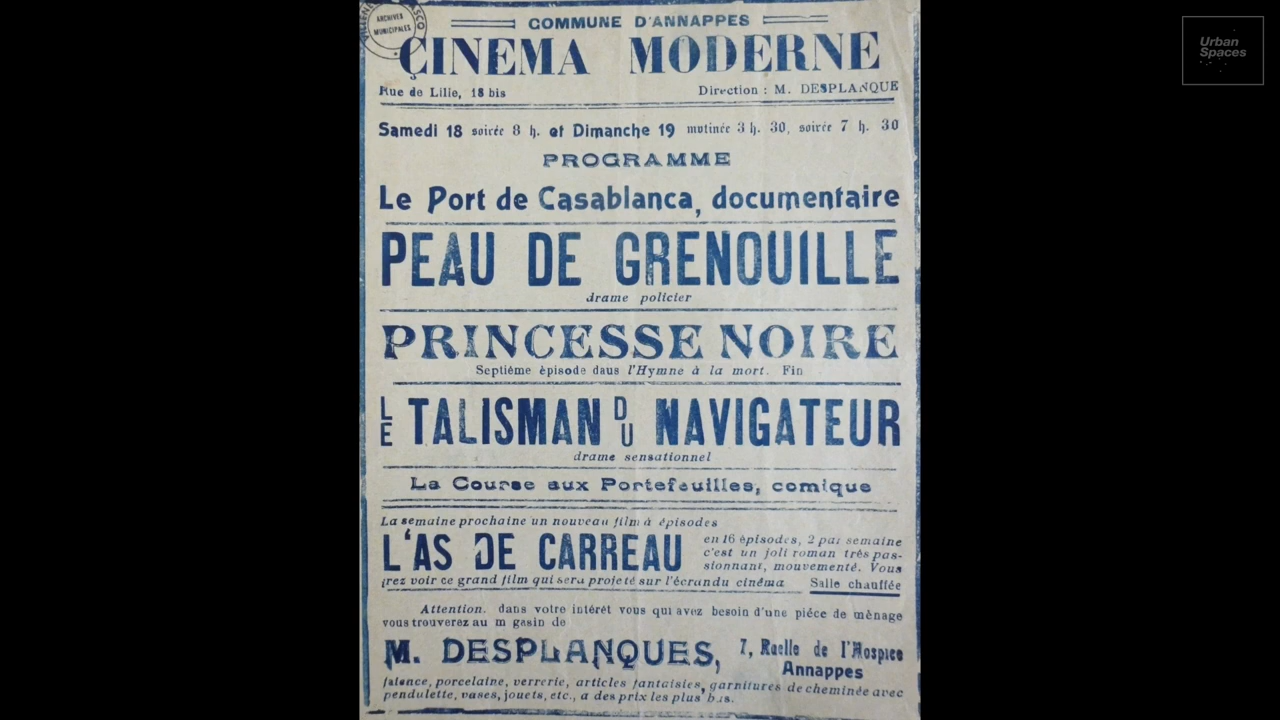 ARCHIVES
MUNICIPALES
COMMUNE D'ANNAPPES
CINEMA MODERNE
Rue de Lille, 18 bis
Direction : M. DESPLANQUE
Samedi 18 soirée 8 h. et Dimanche 19 matinée 3 h. 30, soirée 7 h. 30
PROGRAMME
Le Port de Casablanca, documentaire
PEAU DE GRENOUILLE
drame policier
PRINCESSE NOIRE
Septième épisode daus l'Hymne à la mort. Fin
LE TALISMAN DU NAVIGATEUR
drame sensationnel
La Course aux Portefeuilles, comique
La semaine prochaine un nouveau film à épisodes
L'AS DE CARREAU
en 16 épisodes, 2 par semaine
c'est un joli roman très pas-
sionnant, mouvementé. Vous
irez voir ce grand film qui sera projeté sur l'écrandu cinéma
Salle chauffée
Attention. dans votre intérêt vous qui avez besoin d'une pièce de mènage
vous trouverez au m gasin de
M. DESPLANQUES,
7, Ruelle de l'Hospice
Annappes
faïence, porcelaine, verrerie, articles fantaisies, garnitures de cheminée avec
pendulette, vases, jouets, etc., a des prix les plus bas.
Urban
Spaces